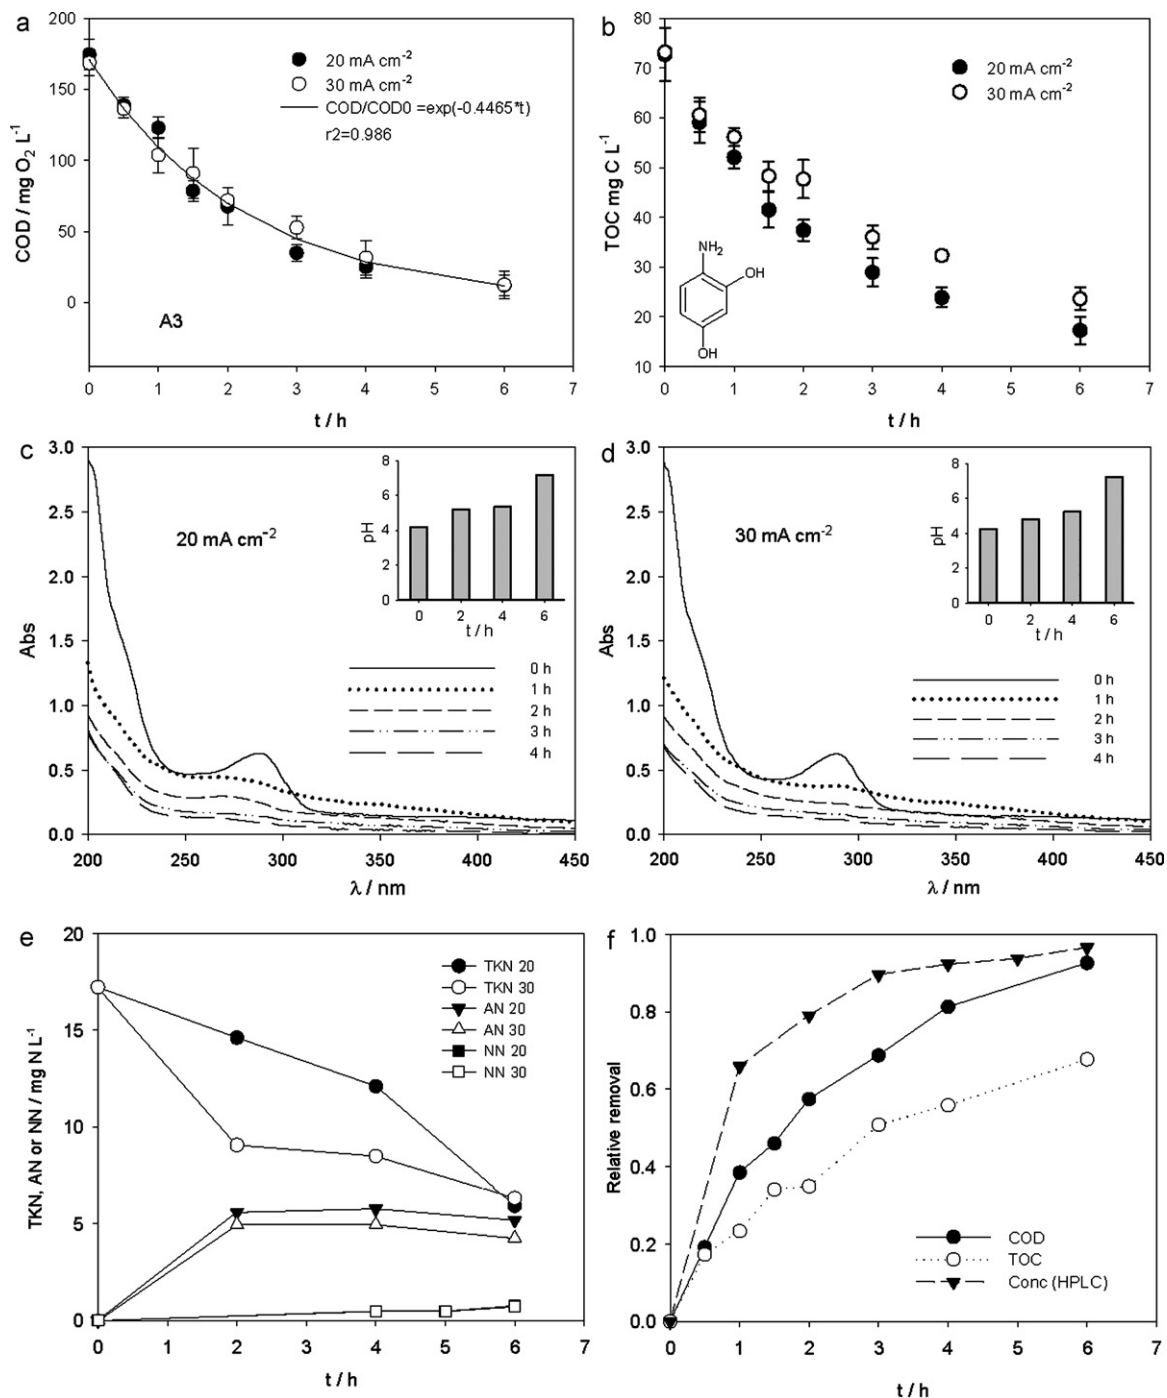 a
200
150
100
50
0
COD / mg O2 L-1
20 mA cm-2
30 mA cm-2
COD/COD0 =exp(-0.4465*t)
r2=0.986
A3
0 1 2 3 4 5 6 7
t / h
b
80
70
60
50
40
30
20
10
TOC mg C L-1
20 mA cm-2
30 mA cm-2
NH2
OH
OH
0 1 2 3 4 5 6 7
t / h
c
3.0
2.5
2.0
1.5
1.0
0.5
0.0
Abs
20 mA cm-2
8
6
4
2
0
pH
0 2 4 6
t / h
0 h
1 h
2 h
3 h
4 h
200 250 300 350 400 450
λ / nm
d
3.0
2.5
2.0
1.5
1.0
0.5
0.0
Abs
30 mA cm-2
8
6
4
2
0
pH
0 2 4 6
t / h
0 h
1 h
2 h
3 h
4 h
200 250 300 350 400 450
λ / nm
e
20
15
10
5
0
TKN, AN or NN / mg N L-1
TKN 20
TKN 30
AN 20
AN 30
NN 20
NN 30
0 1 2 3 4 5 6 7
t / h
f
1.0
0.8
0.6
0.4
0.2
0.0
Relative removal
COD
TOC
Conc (HPLC)
0 1 2 3 4 5 6 7
t / h